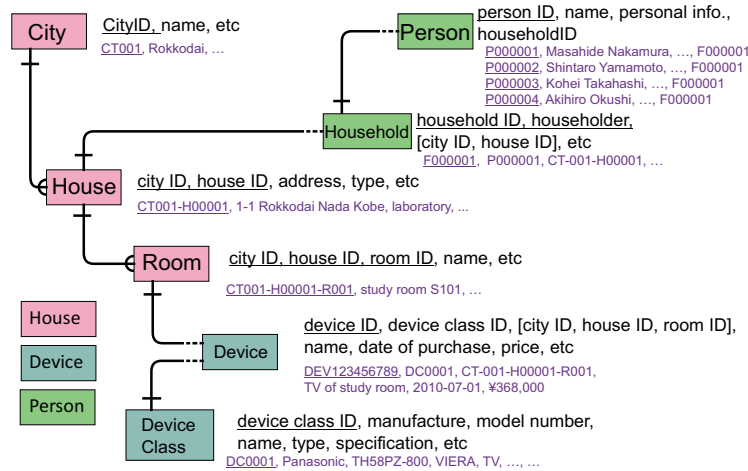 City
CityID, name, etc
CT001, Rokkodai, …
Person
person ID, name, personal info.,
householdID
P000001, Masahide Nakamura, …, F000001
P000002, Shintaro Yamamoto, …, F000001
P000003, Kohei Takahashi, …, F000001
P000004, Akihiro Okushi, …, F000001
Household
household ID, householder,
[city ID, house ID], etc
F000001, P000001, CT-001-H00001, …
House
city ID, house ID, address, type, etc
CT001-H00001, 1-1 Rokkodai Nada Kobe, laboratory, ...
Room
city ID, house ID, room ID, name, etc
CT001-H00001-R001, study room S101, …
House
Device
Person
Device
device ID, device class ID, [city ID, house ID, room ID],
name, date of purchase, price, etc
DEV123456789, DC0001, CT-001-H00001-R001,
TV of study room, 2010-07-01, ¥368,000
Device
Class
device class ID, manufacture, model number,
name, type, specification, etc
DC0001, Panasonic, TH58PZ-800, VIERA, TV, …, …